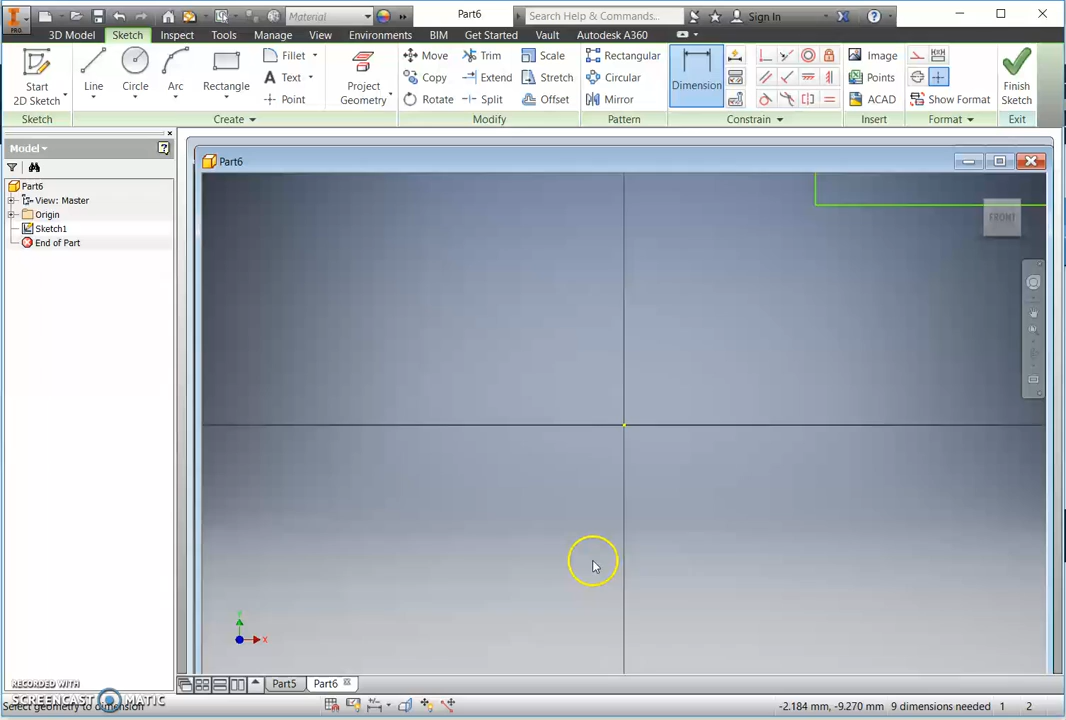 PRO
Material
Part6
Search Help & Commands...
Sign In
3D Model Sketch Inspect Tools Manage View Environments BIM Get Started Vault Autodesk A360
Start
2D Sketch
Line
Circle
Arc
Rectangle
Fillet
Text
Point
Project
Geometry
Move
Copy
Rotate
Trim
Extend
Split
Scale
Stretch
Offset
Rectangular
Circular
Mirror
Dimension
Image
Points
ACAD
Show Format
Finish
Sketch
Sketch Create Modify Pattern Constrain Insert Format Exit
Model
Part6
View: Master
Origin
Sketch1
End of Part
Part6
FRONT
Y
X
RECORDED WITH
SCREENCAST MATIC
Part5 Part6
Select geometry to dimension
-2.184 mm, -9.270 mm 9 dimensions needed 1 2